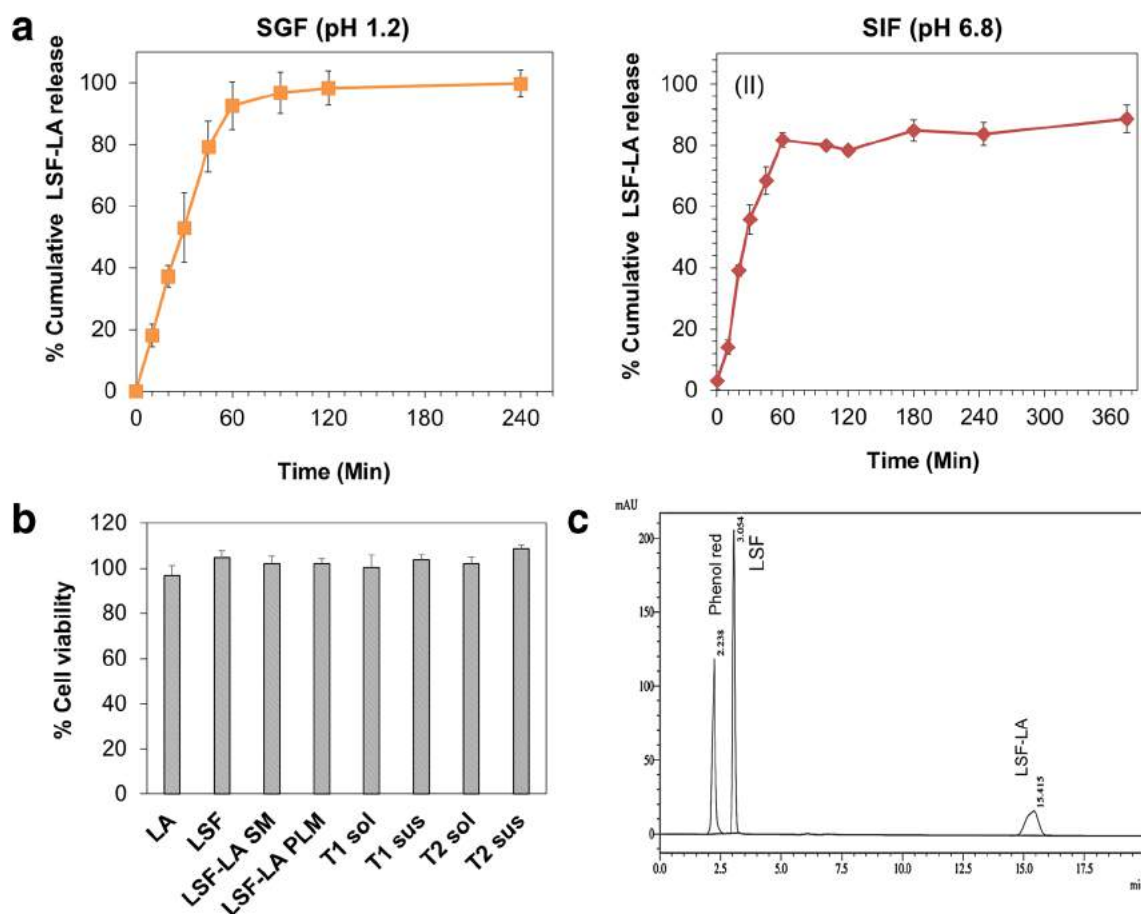 a
SGF (pH 1.2)
% Cumulative LSF-LA release
100
80
60
40
20
0
0 60 120 180 240
Time (Min)
SIF (pH 6.8)
(II)
% Cumulative LSF-LA release
100
80
60
40
20
0
0 60 120 180 240 300 360
Time (Min)
b
% Cell viability
120
100
80
60
40
20
0
LA
LSF
LSF-LA SM
LSF-LA PLM
T1 sol
T1 sus
T2 sol
T2 sus
c
mAU
200
150
100
50
0
Phenol red
2.238
3.054
LSF
LSF-LA
15.415
0.0 2.5 5.0 7.5 10.0 12.5 15.0 17.5